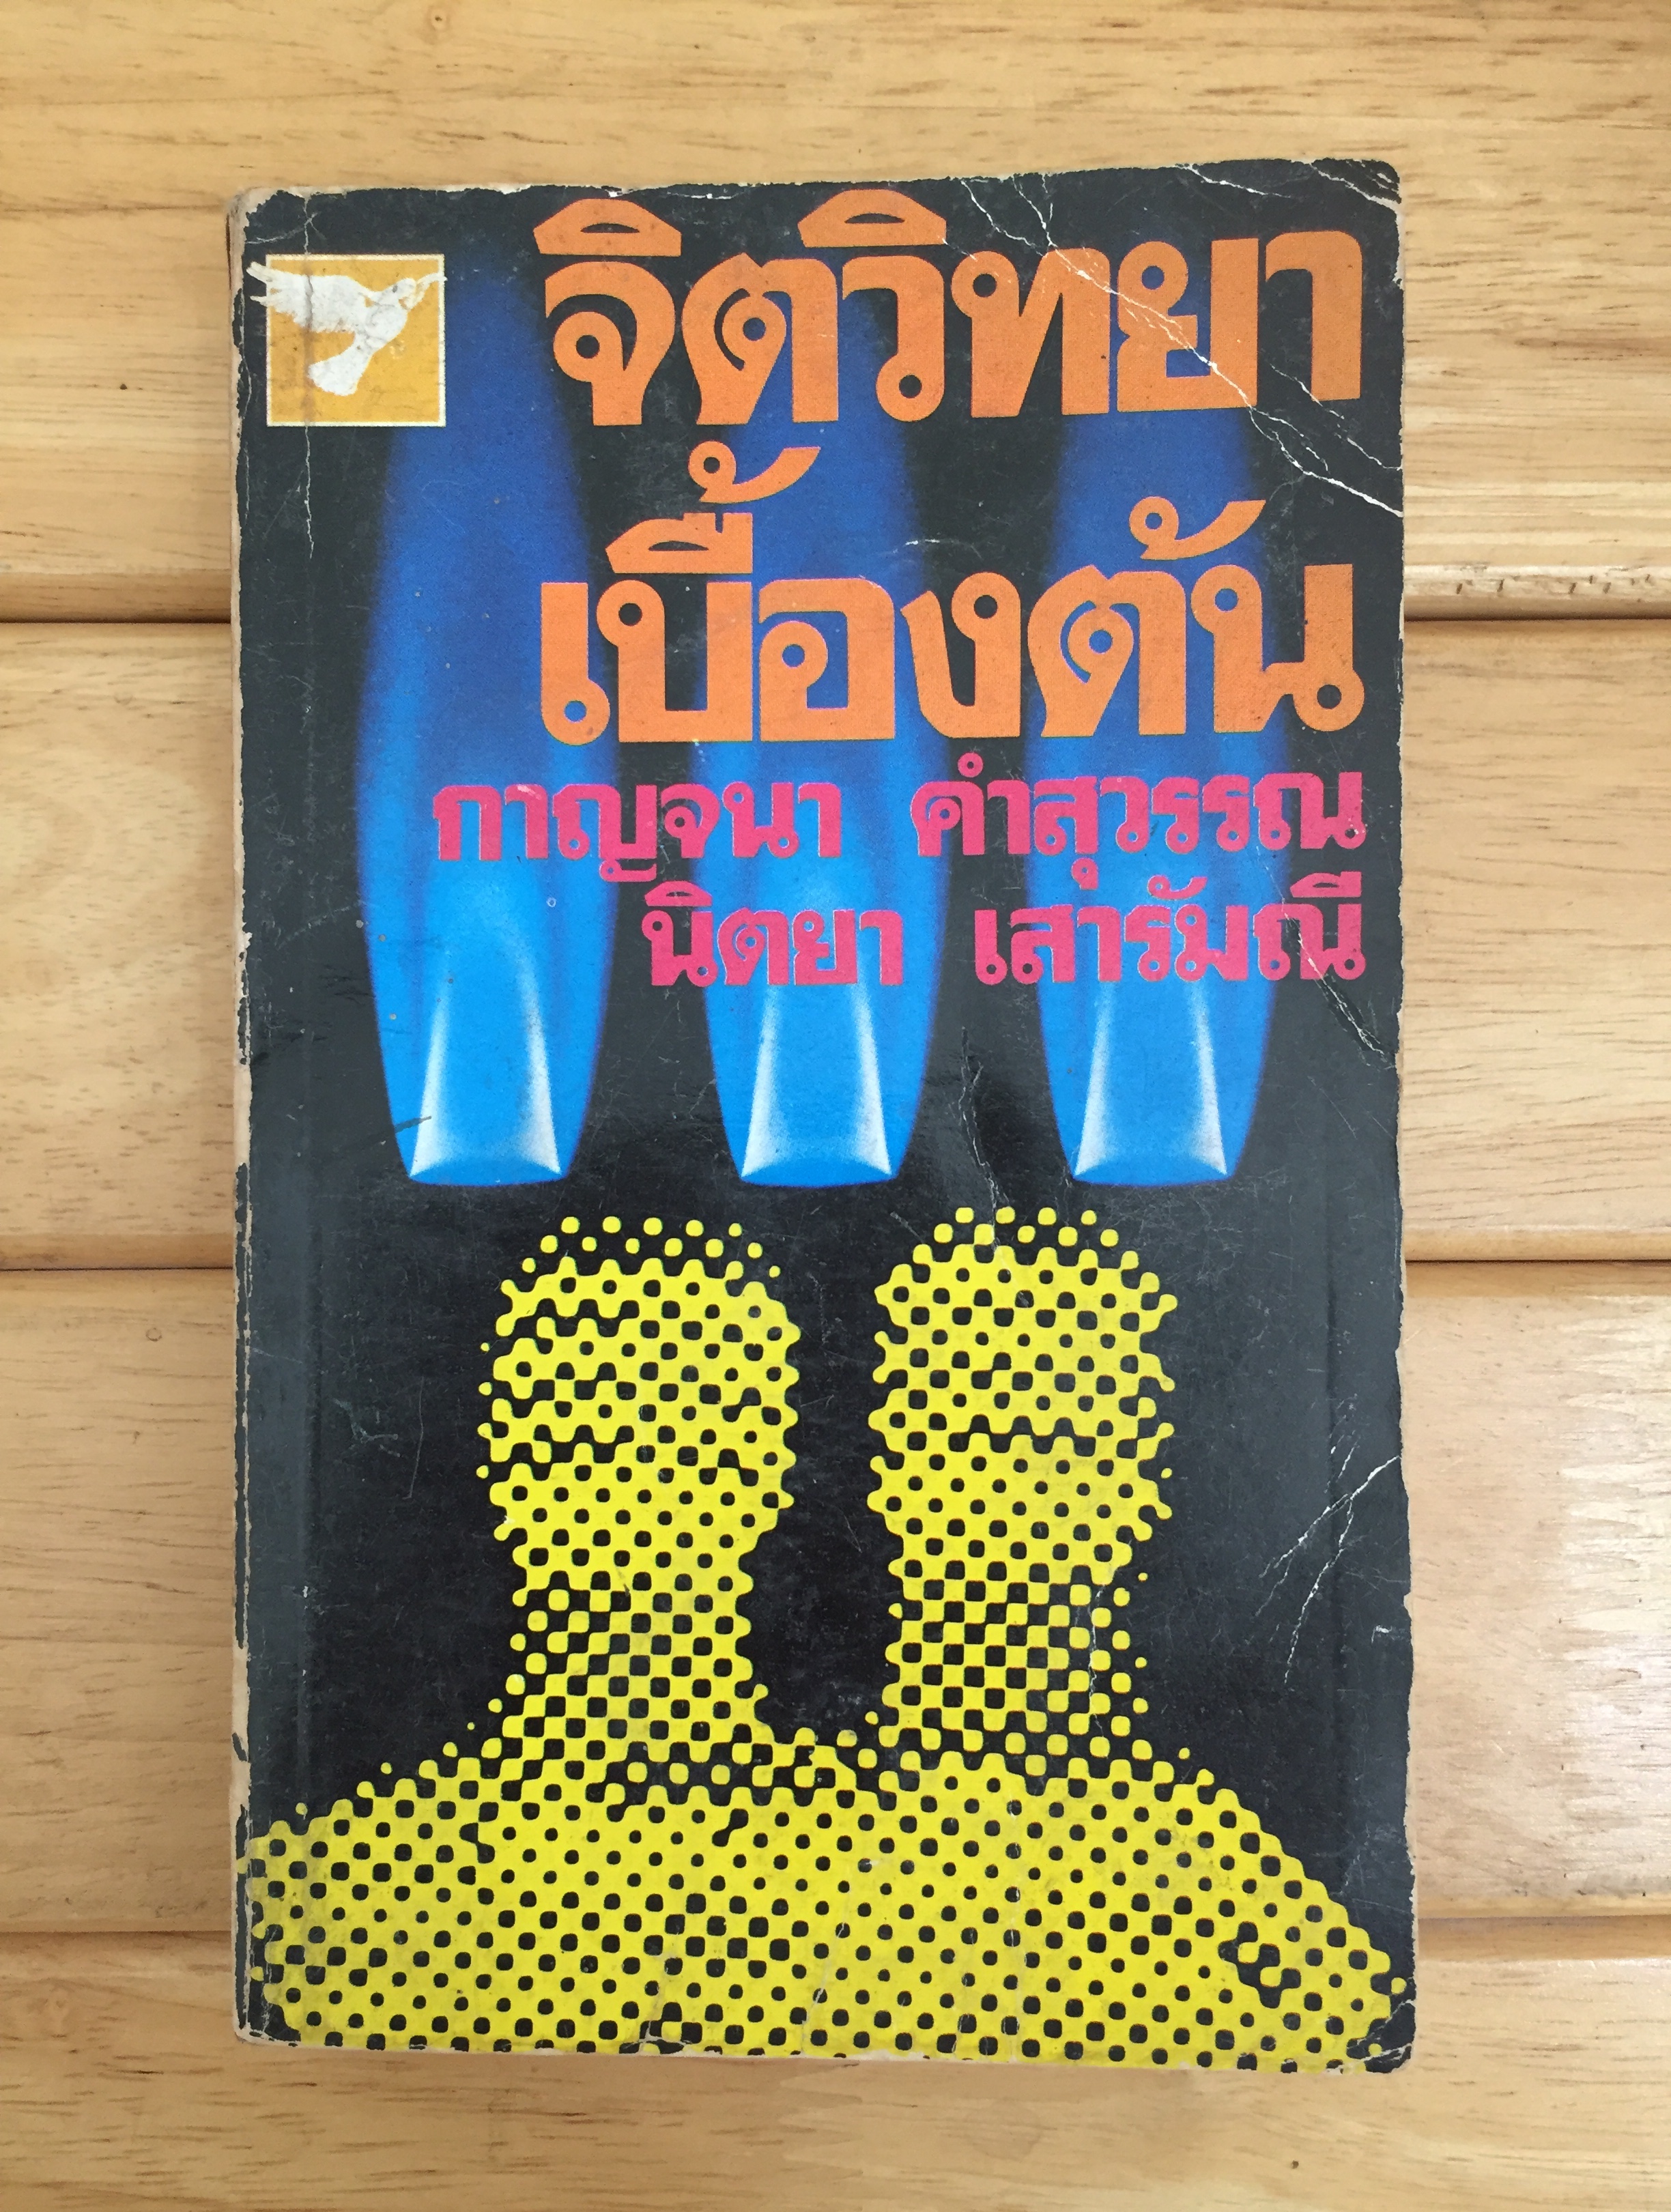 จิตวิทยา
เบื้องต้น
กาญจนา คำสุวรรณ
นิตยา เสารัมณี